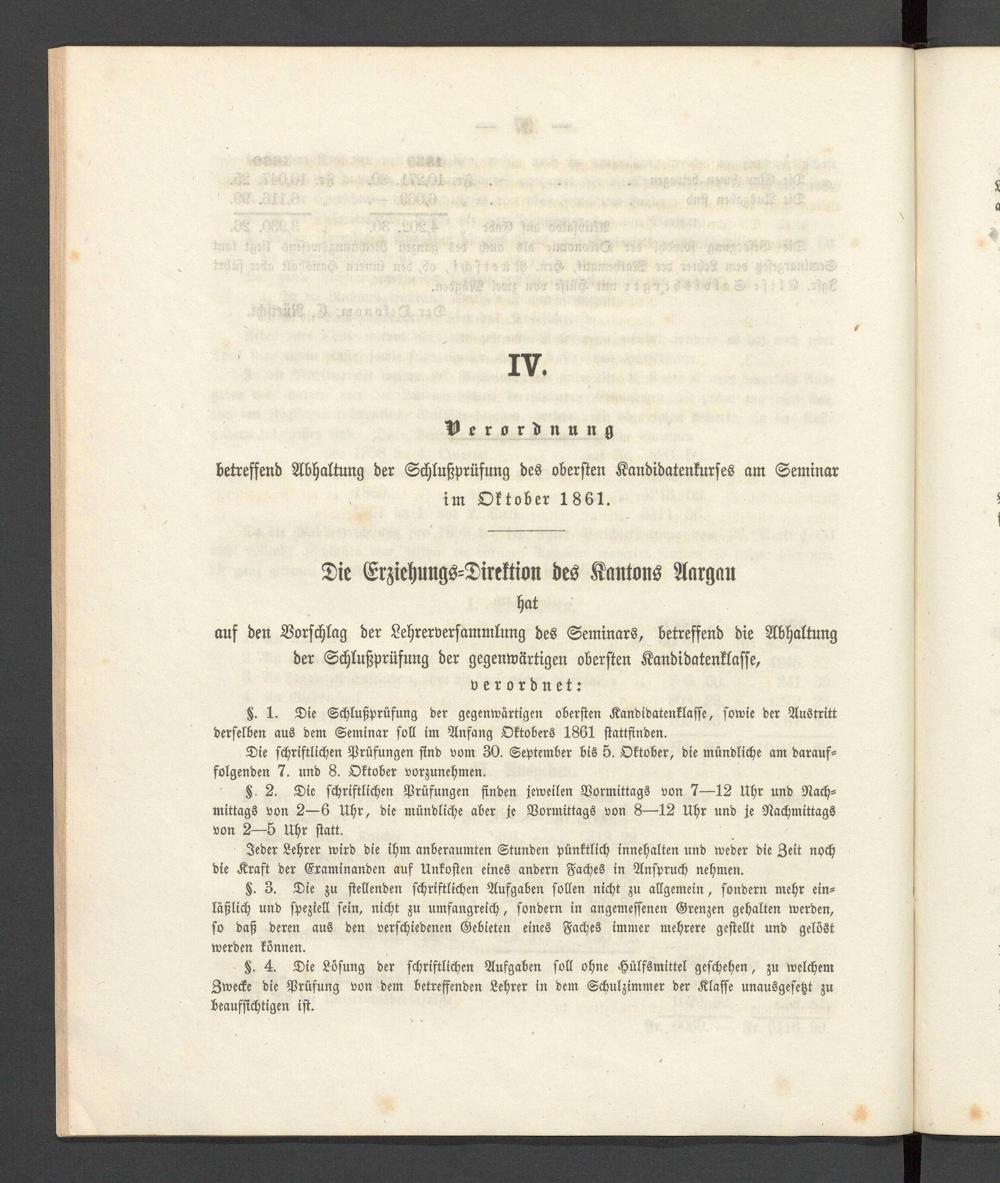 IV.
Verordnung
betreffend Abhaltung der Schlußprüfung des obersten Kandidatenkurses am Seminar
im Oktober 1861.
Die Erziehungs-Direktion des Kantons Aargau
hat
auf den Vorschlag der Lehrerversammlung des Seminars, betreffend die Abhaltung
der Schlußprüfung der gegenwärtigen obersten Kandidatenklasse,
verordnet:
§. 1. Die Schlußprüfung der gegenwärtigen obersten Kandidatenklasse, sowie der Austritt
derselben aus dem Seminar soll im Anfang Oktobers 1861 stattfinden.
Die schriftlichen Prüfungen sind vom 30. September bis 5. Oktober, die mündliche am darauf-
folgenden 7. und 8. Oktober vorzunehmen.
§. 2. Die schriftlichen Prüfungen finden jeweilen Vormittags von 7—12 Uhr und Nach-
mittags von 2—6 Uhr, die mündliche aber je Vormittags von 8—12 Uhr und je Nachmittags
von 2—5 Uhr statt.
Jeder Lehrer wird die ihm anberaumten Stunden pünktlich innehalten und weder die Zeit noch
die Kraft der Examinanden auf Unkosten eines andern Faches in Anspruch nehmen.
§. 3. Die zu stellenden schriftlichen Aufgaben sollen nicht zu allgemein, sondern mehr ein-
läßlich und speziell sein, nicht zu umfangreich, sondern in angemessenen Grenzen gehalten werden,
so daß deren aus den verschiedenen Gebieten eines Faches immer mehrere gestellt und gelöst
werden können.
§. 4. Die Lösung der schriftlichen Aufgaben soll ohne Hülfsmittel geschehen, zu welchem
Zwecke die Prüfung von dem betreffenden Lehrer in dem Schulzimmer der Klasse unausgesetzt zu
beaufsichtigen ist.